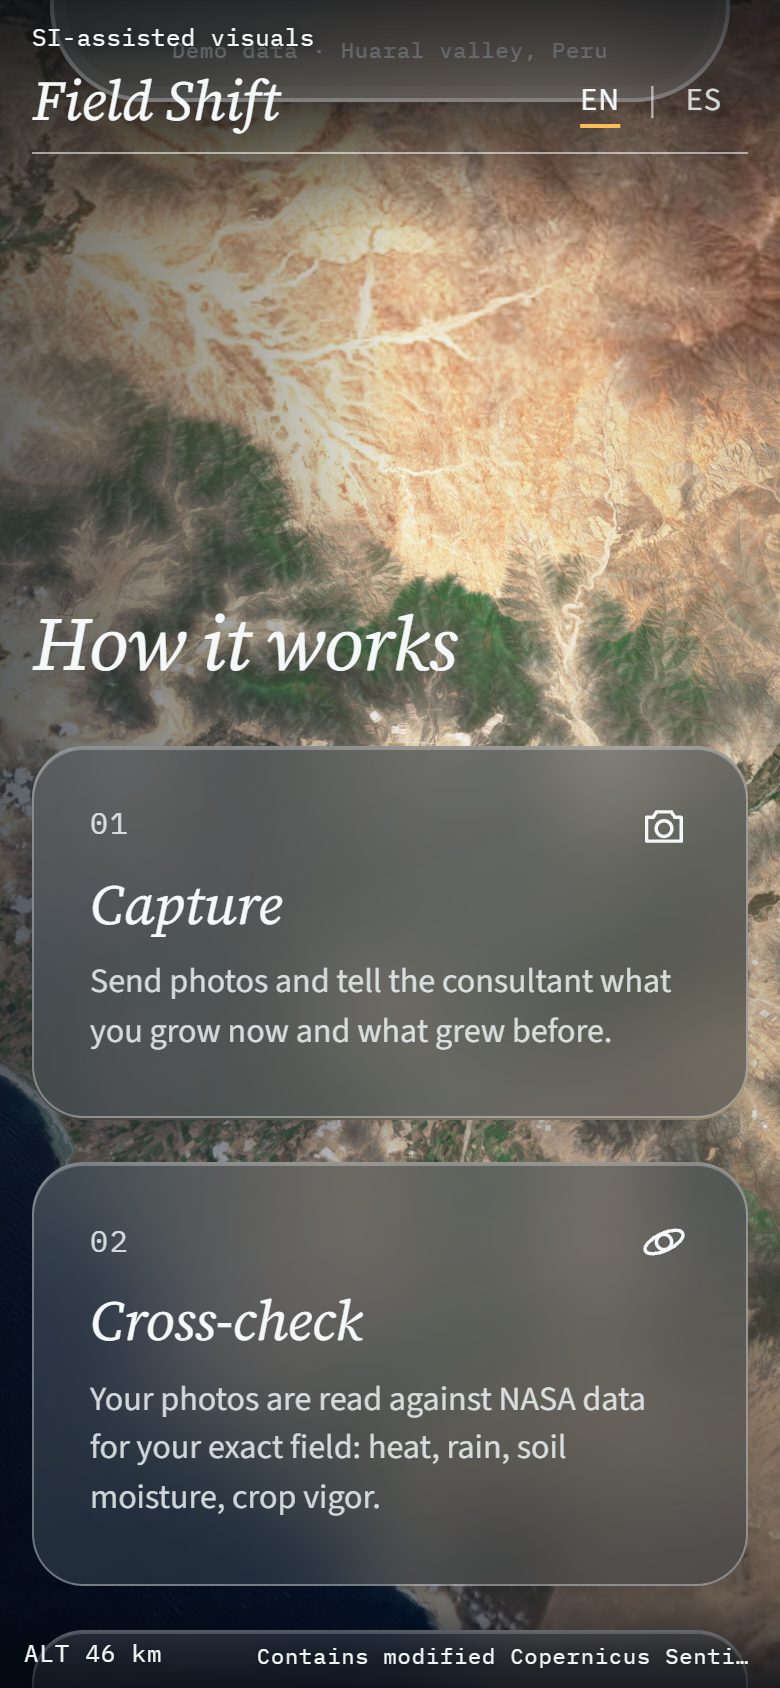 SI-assisted visuals
Demo data · Huaral valley, Peru
Field Shift
EN | ES
How it works
01
Capture
Send photos and tell the consultant what
you grow now and what grew before.
02
Cross-check
Your photos are read against NASA data
for your exact field: heat, rain, soil
moisture, crop vigor.
ALT 46 km
Contains modified Copernicus Senti…